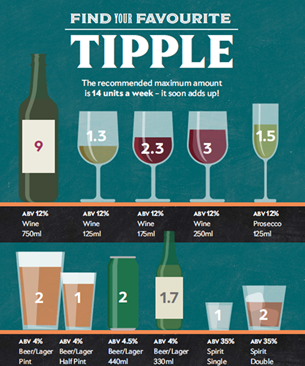 FIND YOUR FAVOURITE
TIPPLE
The recommended maximum amount
is 14 units a week – it soon adds up!
9
1.3
2.3
3
1.5
ABV 12% ABV 12% ABV 12% ABV 12% ABV 12%
Wine Wine Wine Wine Prosecco
750ml 125ml 175ml 250ml 125ml
2
1
2
1.7
1
2
ABV 4% ABV 4% ABV 4.5% ABV 4% ABV 35% ABV 35%
Beer/Lager Beer/Lager Beer/Lager Beer/Lager Spirit Spirit
Pint Half Pint 440ml 330ml Single Double